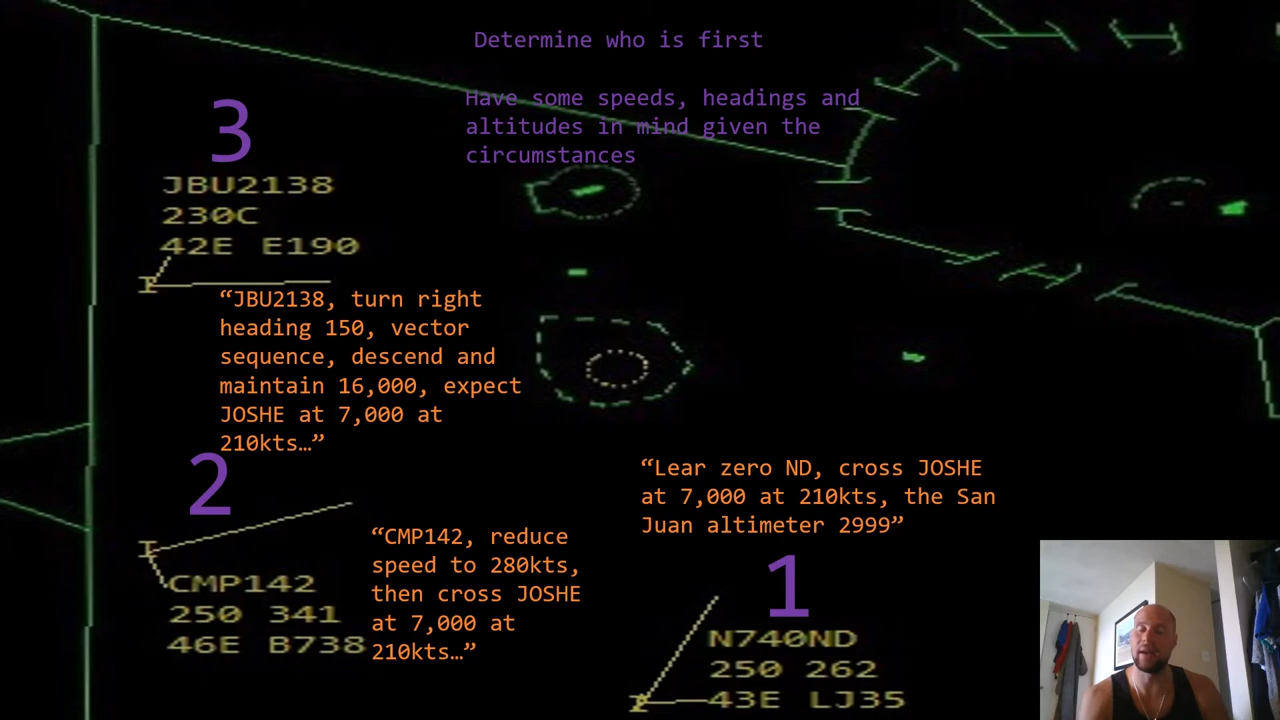 Determine who is first
Have some speeds, headings and
altitudes in mind given the
circumstances
3
JBU2138
230C
42E E190
“JBU2138, turn right
heading 150, vector
sequence, descend and
maintain 16,000, expect
JOSHE at 7,000 at
210kts…”
2
CMP142
250 341
46E B738
“CMP142, reduce
speed to 280kts,
then cross JOSHE
at 7,000 at
210kts…”
“Lear zero ND, cross JOSHE
at 7,000 at 210kts, the San
Juan altimeter 2999”
1
N740ND
250 262
43E LJ35